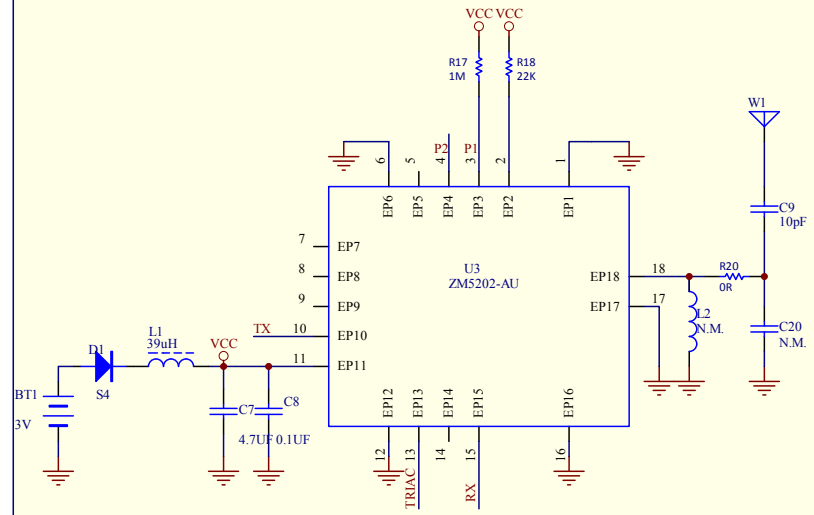 VCC VCC
R17 R18
1M 22K
W1
P2 P1
6 5 4 3 2 1
EP6 EP5 EP4 EP3 EP2 EP1
C9
10pF
7 EP7
8 EP8
9 EP9
TX 10 EP10
11 EP11
U3
ZM5202-AU
EP18 18
EP17 17
R20
0R
L2
N.M.
C20
N.M.
L1
39uH
VCC
D1
S4
BT1
3V
C7 C8
4.7UF 0.1UF
EP12 EP13 EP14 EP15 EP16
12 13 14 15 16
TRIAC RX